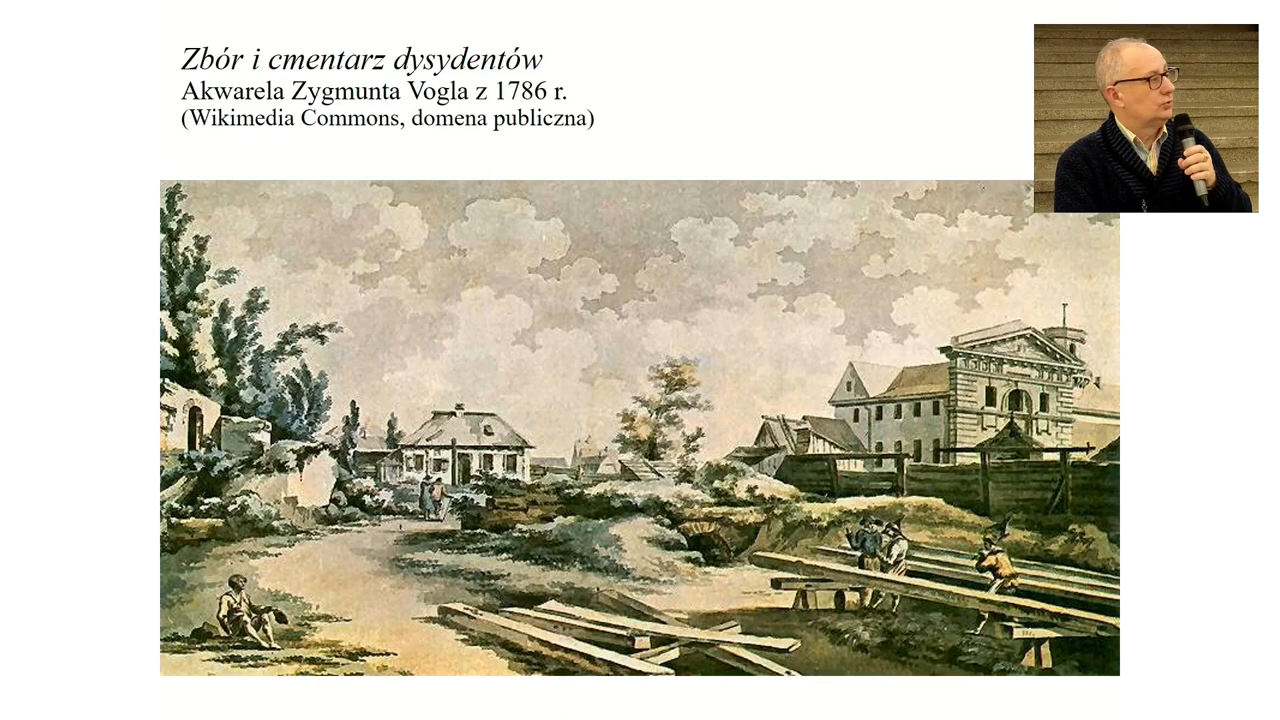 Zbór i cmentarz dysydentów
Akwarela Zygmunta Vogla z 1786 r.
(Wikimedia Commons, domena publiczna)